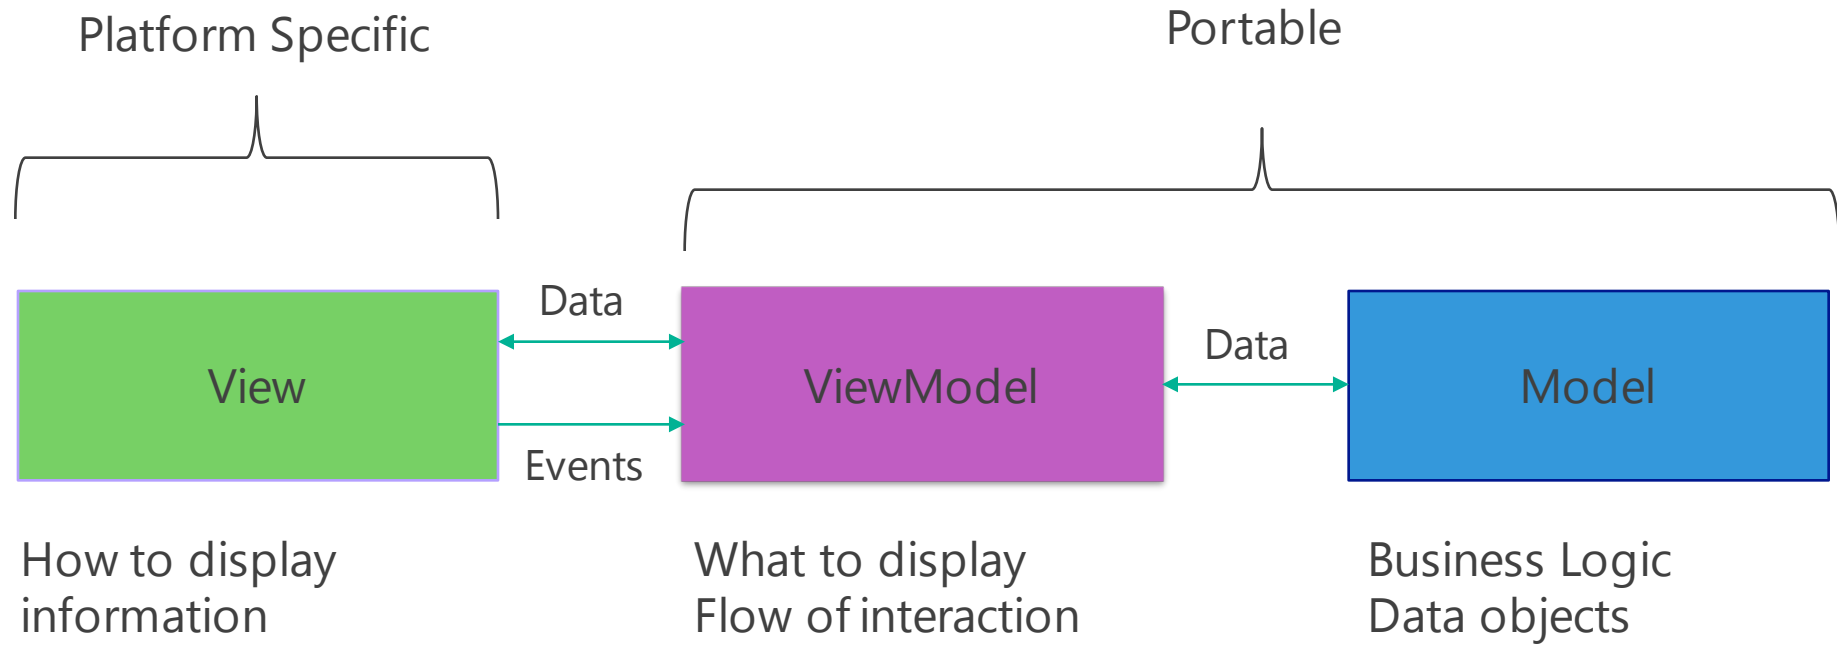 Platform Specific
Portable
Data
View
ViewModel
Data
Model
Events
How to display
information
What to display
Flow of interaction
Business Logic
Data objects